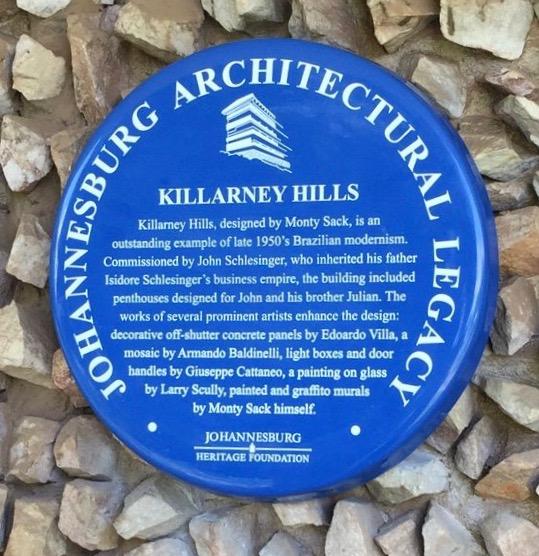 JOHANNESBURG ARCHITECTURAL LEGACY
KILLARNEY HILLS
Killarney Hills, designed by Monty Sack, is an
outstanding example of late 1950's Brazilian modernism.
Commissioned by John Schlesinger, who inherited his father
Isidore Schlesinger's business empire, the building included
penthouses designed for John and his brother Julian. The
works of several prominent artists enhance the design:
decorative off-shutter concrete panels by Edoardo Villa, a
mosaic by Armando Baldinelli, light boxes and door
handles by Giuseppe Cattaneo, a painting on glass
by Larry Scully, painted and graffito murals
by Monty Sack himself.
JOHANNESBURG
HERITAGE FOUNDATION